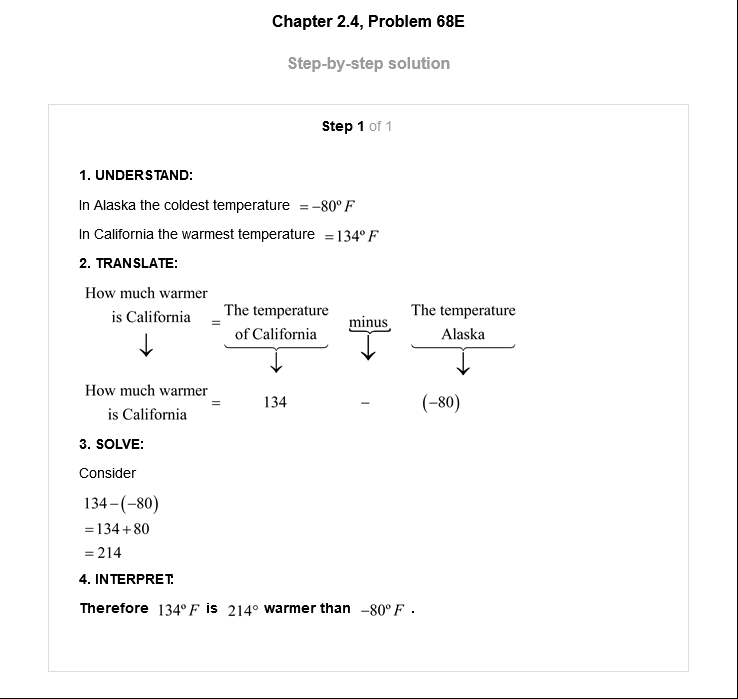 Chapter 2.4, Problem 68E
Step-by-step solution
Step 1 of 1
1. UNDERSTAND:
In Alaska the coldest temperature = −80° F
In California the warmest temperature = 134° F
2. TRANSLATE:
How much warmer
is California
=
The temperature
of California
minus
The temperature
Alaska
How much warmer
is California
= 134 − (−80)
3. SOLVE:
Consider
134 − (−80)
= 134 + 80
= 214
4. INTERPRET:
Therefore 134° F is 214° warmer than −80° F .